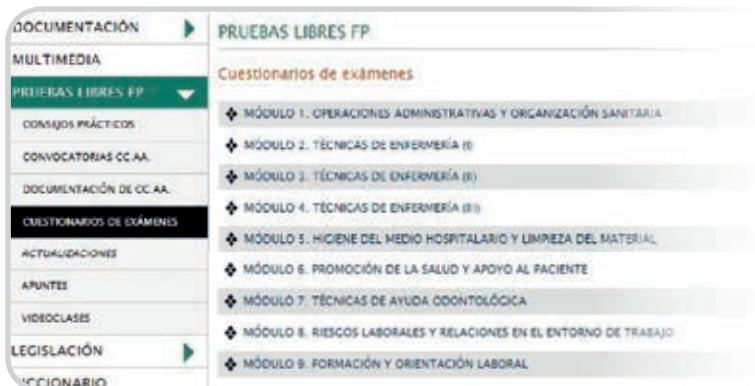 DOCUMENTACIÓN
MULTIMEDIA
PRUEBAS LIBRES FP
CONSEJOS PRÁCTICOS
CONVOCATORIAS CC.AA.
DOCUMENTACIÓN DE CC.AA.
CUESTIONARIOS DE EXÁMENES
ACTUALIZACIONES
APUNTES
VIDEOCLASES
LEGISLACIÓN
DICCIONARIO
PRUEBAS LIBRES FP
Cuestionarios de exámenes
MÓDULO 1. OPERACIONES ADMINISTRATIVAS Y ORGANIZACIÓN SANITARIA
MÓDULO 2. TÉCNICAS DE ENFERMERÍA (I)
MÓDULO 3. TÉCNICAS DE ENFERMERÍA (II)
MÓDULO 4. TÉCNICAS DE ENFERMERÍA (III)
MÓDULO 5. HIGIENE DEL MEDIO HOSPITALARIO Y LIMPIEZA DEL MATERIAL
MÓDULO 6. PROMOCIÓN DE LA SALUD Y APOYO AL PACIENTE
MÓDULO 7. TÉCNICAS DE AYUDA ODONTOLÓGICA
MÓDULO 8. RIESGOS LABORALES Y RELACIONES EN EL ENTORNO DE TRABAJO
MÓDULO 9. FORMACIÓN Y ORIENTACIÓN LABORAL